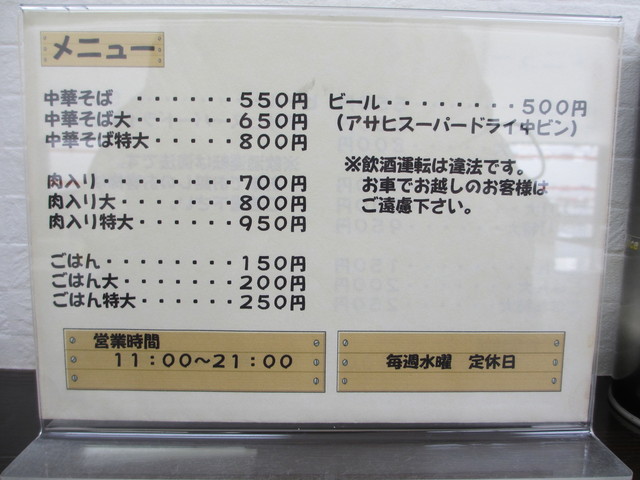 メニュー
中華そば ・・・・・・550円
中華そば大 ・・・・・650円
中華そば特大・・・・・800円
肉入り・・・・・・・・700円
肉入り大・・・・・・・800円
肉入り特大・・・・・・950円
ごはん・・・・・・・・150円
ごはん大・・・・・・・200円
ごはん特大・・・・・・250円
ビール・・・・・・・・500円
(アサヒスーパードライ中ビン)
※飲酒運転は違法です。
お車でお越しのお客様は
ご遠慮下さい。
営業時間
11:00〜21:00
毎週水曜 定休日